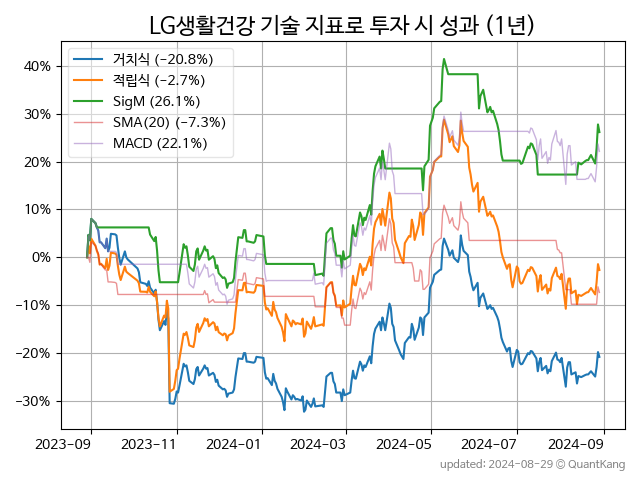 LG생활건강 기술 지표로 투자 시 성과 (1년)
거치식 (-20.8%)
적립식 (-2.7%)
SigM (26.1%)
SMA(20) (-7.3%)
MACD (22.1%)
40%
30%
20%
10%
0%
-10%
-20%
-30%
2023-09 2023-11 2024-01 2024-03 2024-05 2024-07 2024-09
updated: 2024-08-29 © QuantKang